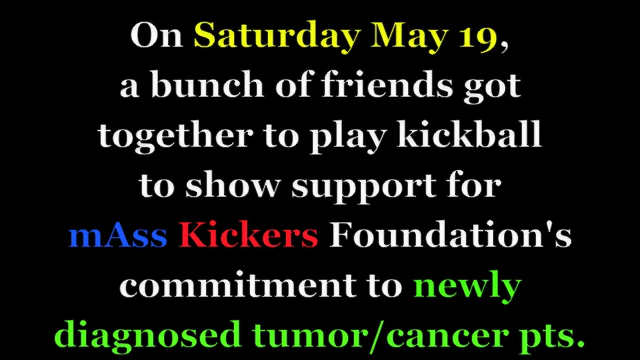 On Saturday May 19,
a bunch of friends got
together to play kickball
to show support for
mAss Kickers Foundation's
commitment to newly
diagnosed tumor/cancer pts.